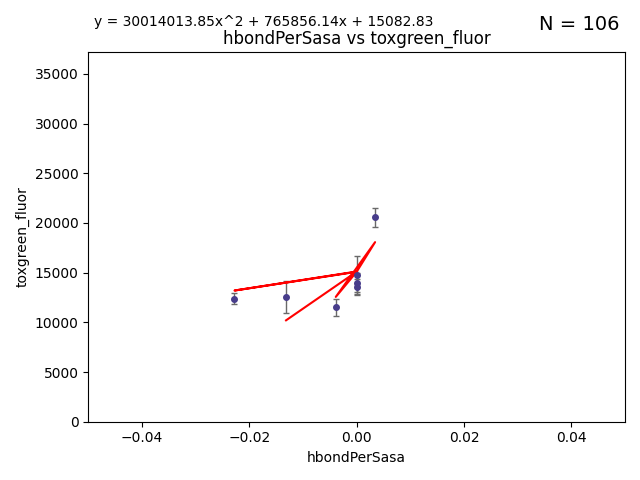 y = 30014013.85x^2 + 765856.14x + 15082.83
N = 106
hbondPerSasa vs toxgreen_fluor
35000
30000
25000
20000
15000
10000
5000
0
toxgreen_fluor
−0.04
−0.02
0.00
0.02
0.04
hbondPerSasa